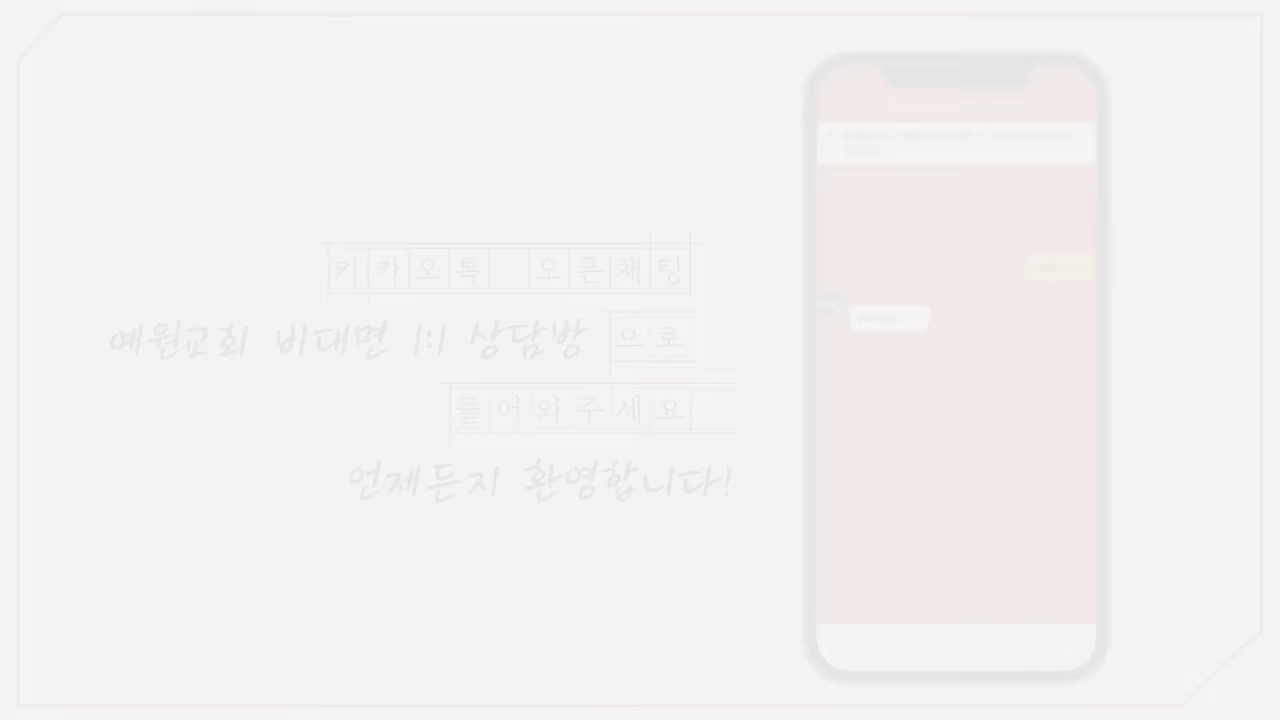 카카오톡 오픈채팅
예원교회 비대면 1:1 상담방 으로
들어와주세요
언제든지 환영합니다!